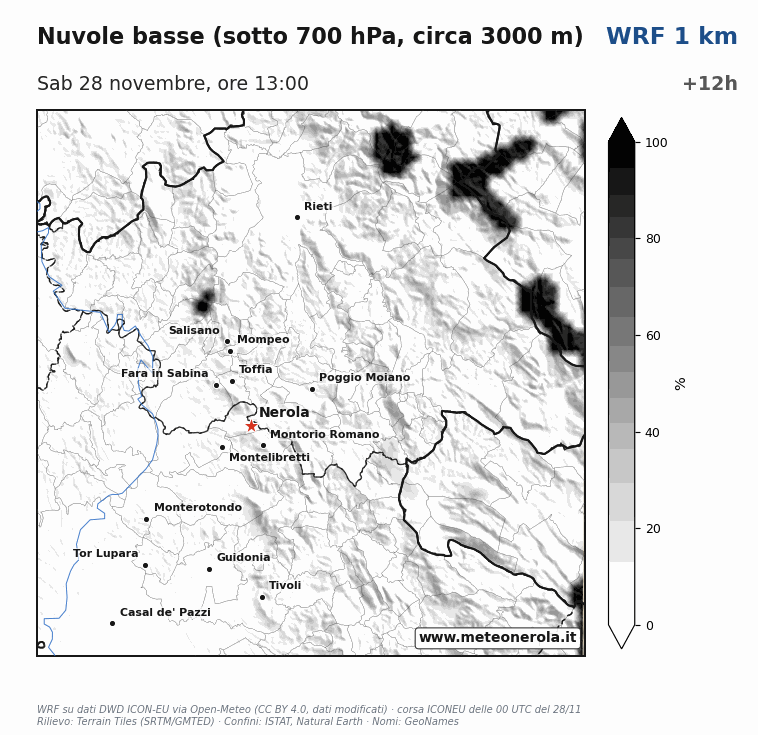 Nuvole basse (sotto 700 hPa, circa 3000 m) WRF 1 km
Sab 28 novembre, ore 13:00 +12h
100
80
60
40
20
0
%
Rieti
Salisano
Mompeo
Toffia
Fara in Sabina
Poggio Moiano
Nerola
Montorio Romano
Montelibretti
Monterotondo
Tor Lupara
Guidonia
Tivoli
Casal de' Pazzi
www.meteonerola.it
WRF su dati DWD ICON-EU via Open-Meteo (CC BY 4.0, dati modificati) · corsa ICONEU delle 00 UTC del 28/11
Rilievo: Terrain Tiles (SRTM/GMTED) · Confini: ISTAT, Natural Earth · Nomi: GeoNames